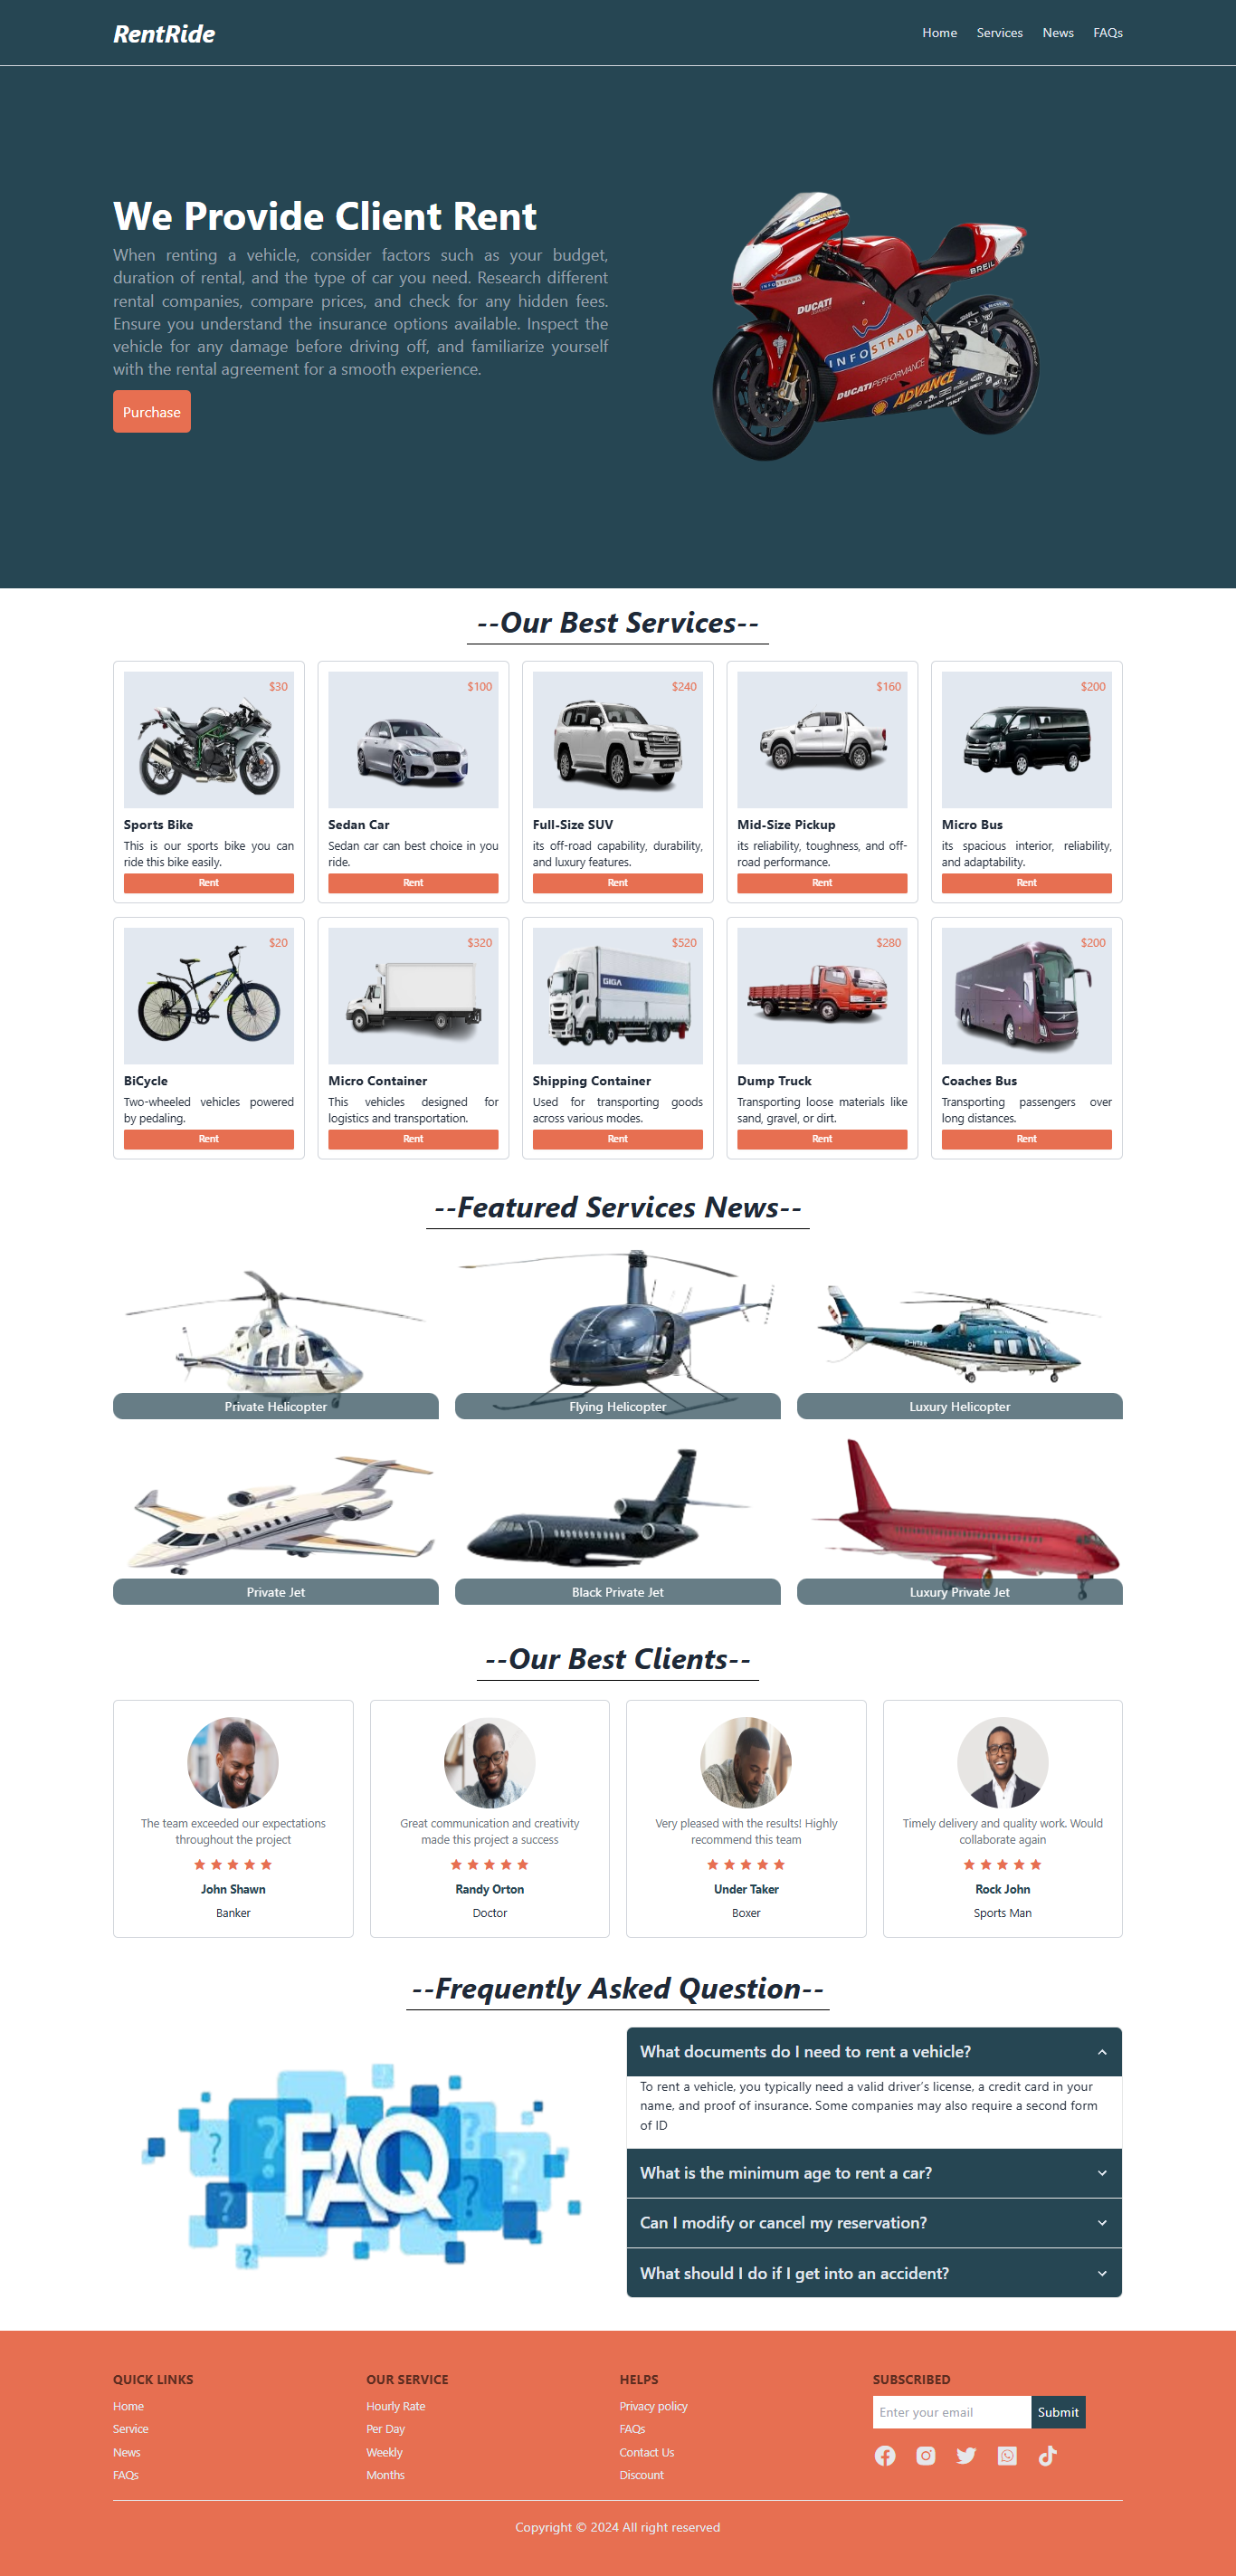 RentRide
Home Services News FAQs
We Provide Client Rent
When renting a vehicle, consider factors such as your budget,
duration of rental, and the type of car you need. Research different
rental companies, compare prices, and check for any hidden fees.
Ensure you understand the insurance options available. Inspect the
vehicle for any damage before driving off, and familiarize yourself
with the rental agreement for a smooth experience.
Purchase
ADVANCE
BREIL
INFOSTRADA
DUCATI
INFOSTRADA
DUCATI PERFORMANCE
ADVANCE
--Our Best Services--
$30
Sports Bike
This is our sports bike you can
ride this bike easily.
Rent
$100
Sedan Car
Sedan car can best choice in you
ride.
Rent
$240
Full-Size SUV
its off-road capability, durability,
and luxury features.
Rent
$160
Mid-Size Pickup
its reliability, toughness, and off-
road performance.
Rent
$200
Micro Bus
its spacious interior, reliability,
and adaptability.
Rent
$20
BiCycle
Two-wheeled vehicles powered
by pedaling.
Rent
$320
Micro Container
This vehicles designed for
logistics and transportation.
Rent
$520
GIGA
Shipping Container
Used for transporting goods
across various modes.
Rent
$280
Dump Truck
Transporting loose materials like
sand, gravel, or dirt.
Rent
$200
Coaches Bus
Transporting passengers over
long distances.
Rent
--Featured Services News--
Private Helicopter
Flying Helicopter
Luxury Helicopter
Private Jet
Black Private Jet
Luxury Private Jet
--Our Best Clients--
The team exceeded our expectations
throughout the project
John Shawn
Banker
Great communication and creativity
made this project a success
Randy Orton
Doctor
Very pleased with the results! Highly
recommend this team
Under Taker
Boxer
Timely delivery and quality work. Would
collaborate again
Rock John
Sports Man
--Frequently Asked Question--
FAQ
What documents do I need to rent a vehicle?
To rent a vehicle, you typically need a valid driver's license, a credit card in your
name, and proof of insurance. Some companies may also require a second form
of ID
What is the minimum age to rent a car?
Can I modify or cancel my reservation?
What should I do if I get into an accident?
QUICK LINKS
Home
Service
News
FAQs
OUR SERVICE
Hourly Rate
Per Day
Weekly
Months
HELPS
Privacy policy
FAQs
Contact Us
Discount
SUBSCRIBED
Enter your email
Submit
Copyright © 2024 All right reserved